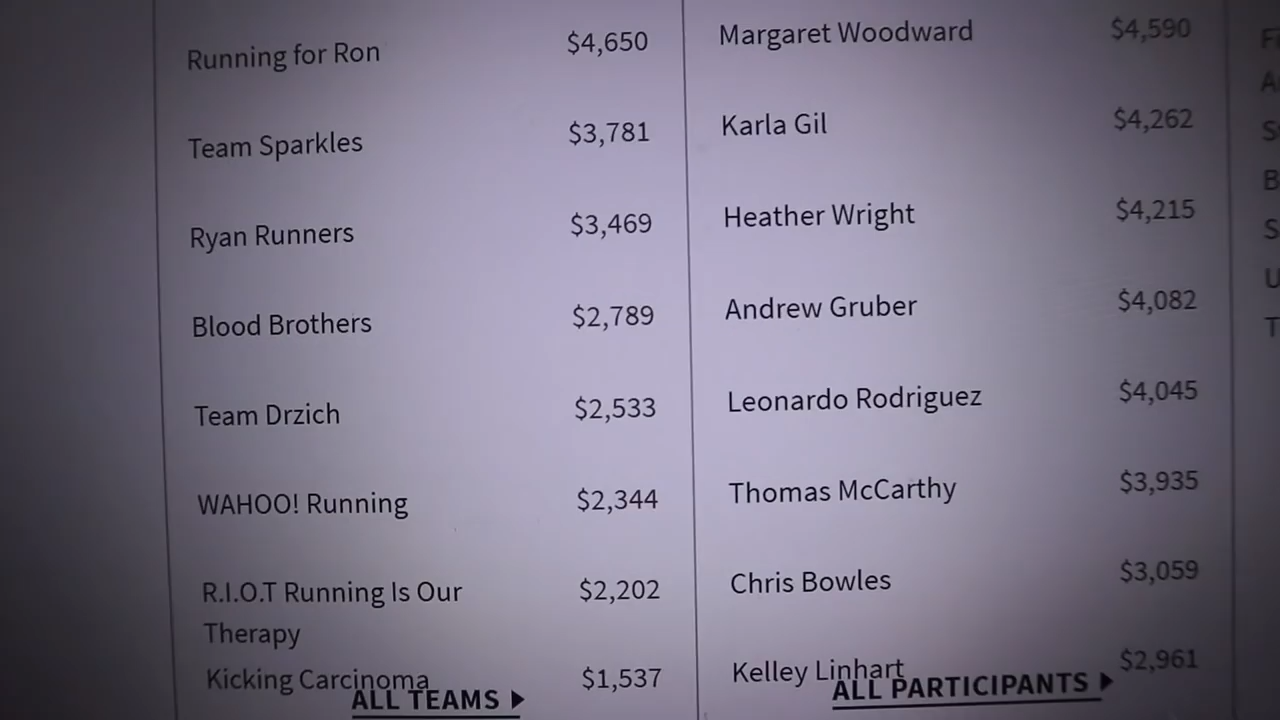 Running for Ron $4,650
Team Sparkles $3,781
Ryan Runners $3,469
Blood Brothers $2,789
Team Drzich $2,533
WAHOO! Running $2,344
R.I.O.T Running Is Our $2,202
Therapy
Kicking Carcinoma $1,537
ALL TEAMS
Margaret Woodward $4,590
Karla Gil $4,262
Heather Wright $4,215
Andrew Gruber $4,082
Leonardo Rodriguez $4,045
Thomas McCarthy $3,935
Chris Bowles $3,059
Kelley Linhart $2,961
ALL PARTICIPANTS